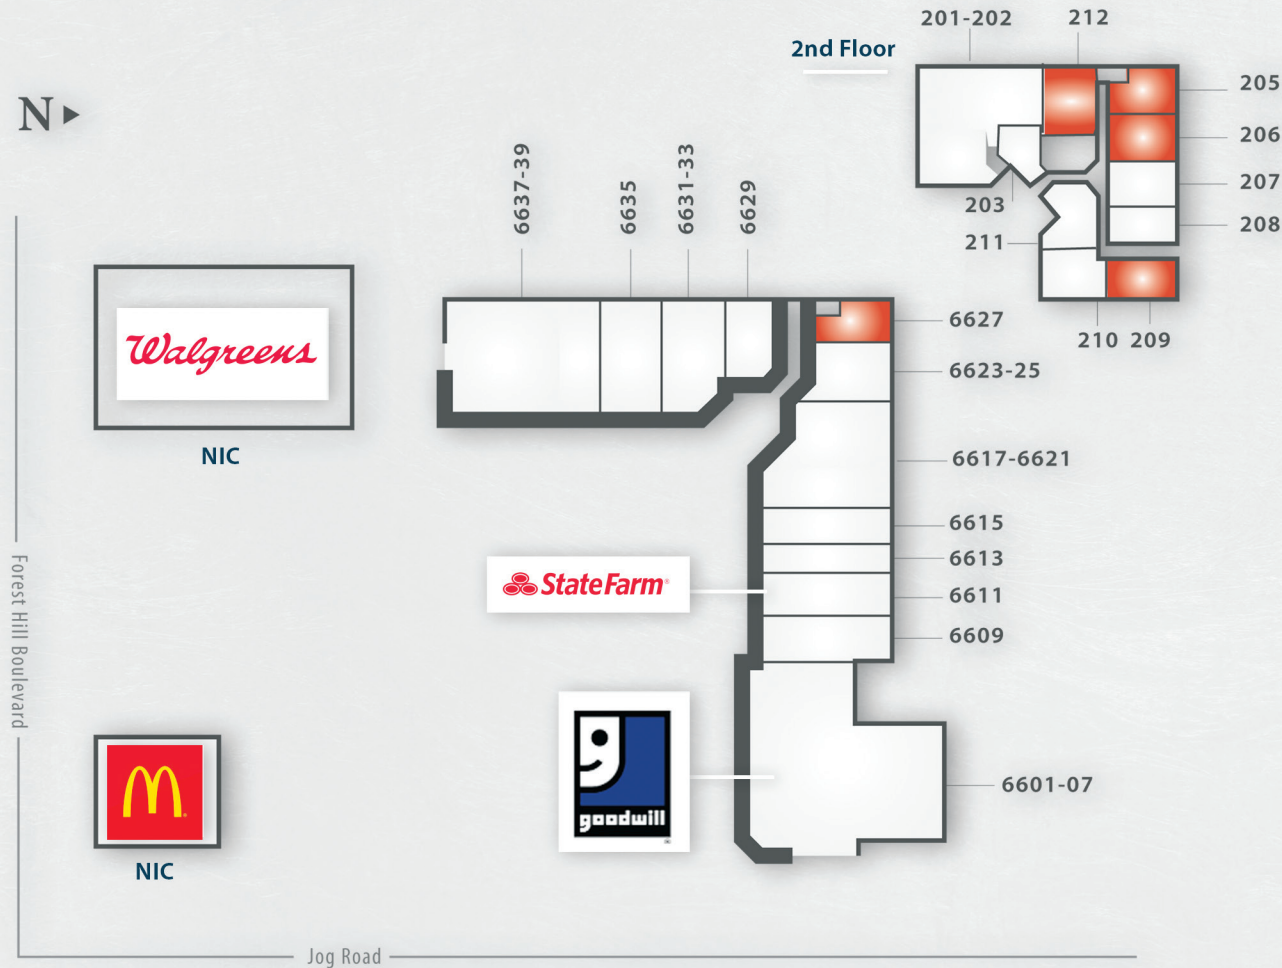 201-202
212
2nd Floor
205
N
206
6637-39
6635
6631-33
6629
207
203
208
211
6627
210
209
Walgreens
6623-25
NIC
6617-6621
6615
6613
StateFarm®
6611
Forest Hill Boulevard
6609
goodwill
®
6601-07
M
®
NIC
Jog Road